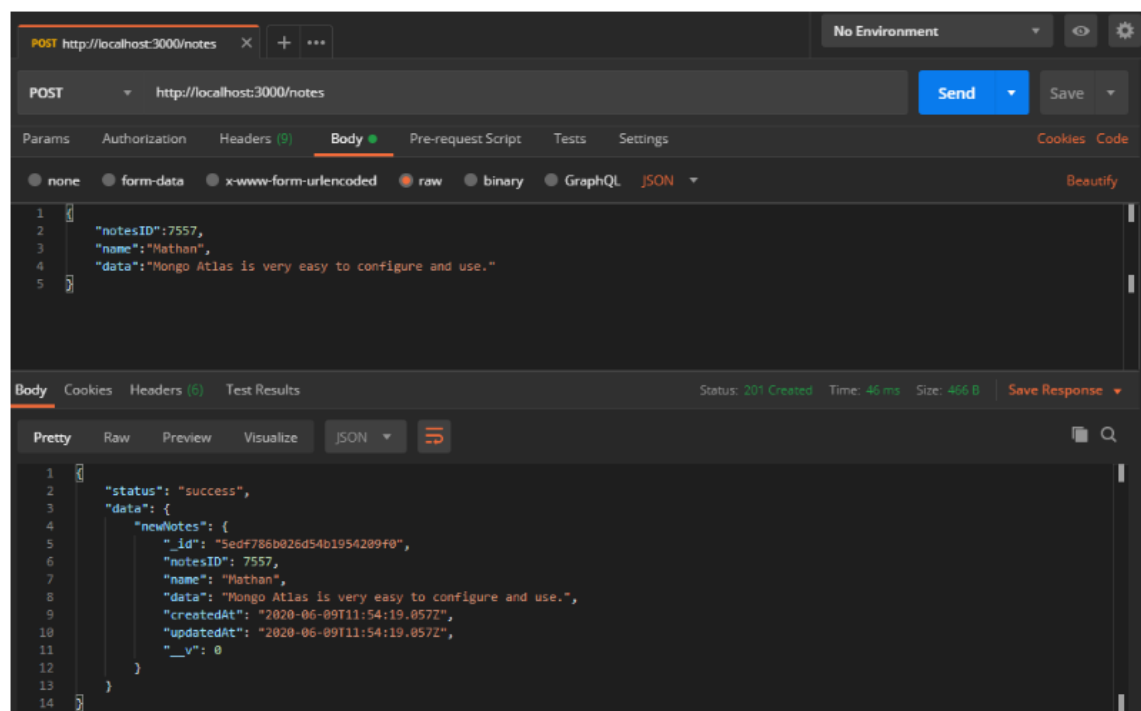 POST http://localhost:3000/notes
No Environment
POST http://localhost:3000/notes Send Save
Params Authorization Headers (9) Body Pre-request Script Tests Settings Cookies Code
none form-data x-www-form-urlencoded raw binary GraphQL JSON Beautify
1 {
2 "notesID":7557,
3 "name":"Mathan",
4 "data":"Mongo Atlas is very easy to configure and use."
5 }
Body Cookies Headers (6) Test Results Status: 201 Created Time: 46 ms Size: 466 B Save Response
Pretty Raw Preview Visualize JSON
1 {
2 "status": "success",
3 "data": {
4 "newNotes": {
5 "_id": "5edf786b026d54b1954209f0",
6 "notesID": 7557,
7 "name": "Mathan",
8 "data": "Mongo Atlas is very easy to configure and use.",
9 "createdAt": "2020-06-09T11:54:19.057Z",
10 "updatedAt": "2020-06-09T11:54:19.057Z",
11 "__v": 0
12 }
13 }
14 }